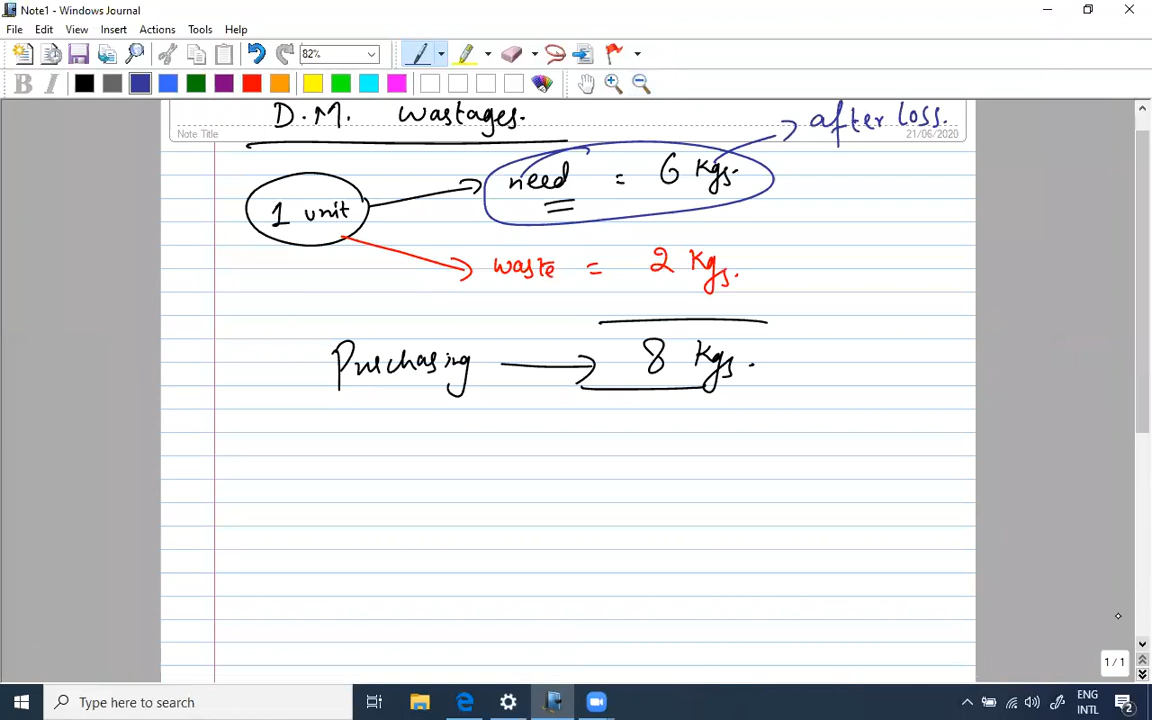 Note1 - Windows Journal
File Edit View Insert Actions Tools Help
82%
B I
D.M. wastages.
after loss.
Note Title
21/06/2020
need = 6 Kgs.
1 unit
waste = 2 Kgs.
Purchasing → 8 Kgs.
1/1
Type here to search
ENG
INTL
2